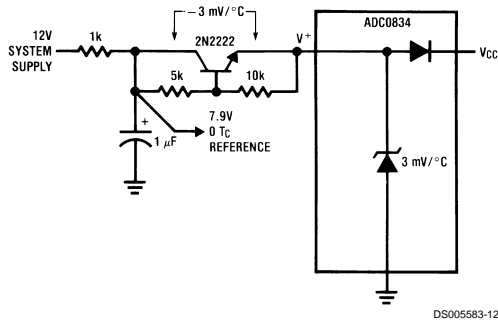 −3 mV/°C
ADC0834
12V
SYSTEM
SUPPLY
1k
2N2222
V+
VCC
5k
10k
7.9V
0 TC
REFERENCE
+
1 μF
3 mV/°C
DS005583-12